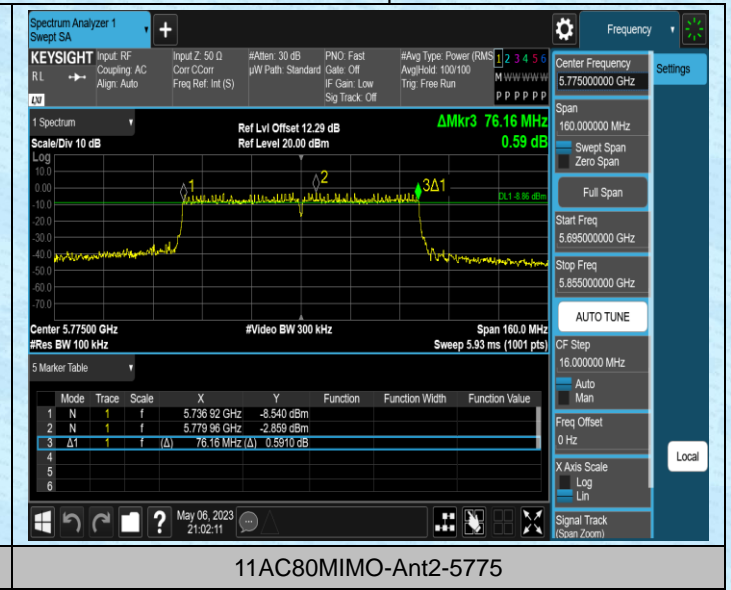 Spectrum Analyzer 1
Swept SA
+
Frequency
KEYSIGHT
RL
LXI
Input: RF
Coupling: AC
Align: Auto
Input Z: 50 Ω
Corr CCorr
Freq Ref: Int (S)
#Atten: 30 dB
µW Path: Standard
PNO: Fast
Gate: Off
IF Gain: Low
Sig Track: Off
#Avg Type: Power (RMS
Avg|Hold: 100/100
Trig: Free Run
1 2 3 4 5 6
M W W W W W
P P P P P P
1 Spectrum
Scale/Div 10 dB
Ref Lvl Offset 12.29 dB
Ref Level 20.00 dBm
ΔMkr3 76.16 MHz
0.59 dB
Log
10.0
0.00
-10.0
-20.0
-30.0
-40.0
-50.0
-60.0
-70.0
1
2
3Δ1
DL1 -8.86 dBm
Center 5.77500 GHz
#Res BW 100 kHz
#Video BW 300 kHz
Span 160.0 MHz
Sweep 5.93 ms (1001 pts)
5 Marker Table
Mode Trace Scale X Y Function Function Width Function Value
1 N 1 f 5.736 92 GHz -8.540 dBm
2 N 1 f 5.779 96 GHz -2.859 dBm
3 Δ1 1 f (Δ) 76.16 MHz (Δ) 0.5910 dB
4
5
6
?
May 06, 2023
21:02:11
Center Frequency
5.775000000 GHz
Span
160.000000 MHz
Swept Span
Zero Span
Full Span
Start Freq
5.695000000 GHz
Stop Freq
5.855000000 GHz
AUTO TUNE
CF Step
16.000000 MHz
Auto
Man
Freq Offset
0 Hz
X Axis Scale
Log
Lin
Signal Track
(Span Zoom)
Settings
Local
11AC80MIMO-Ant2-5775